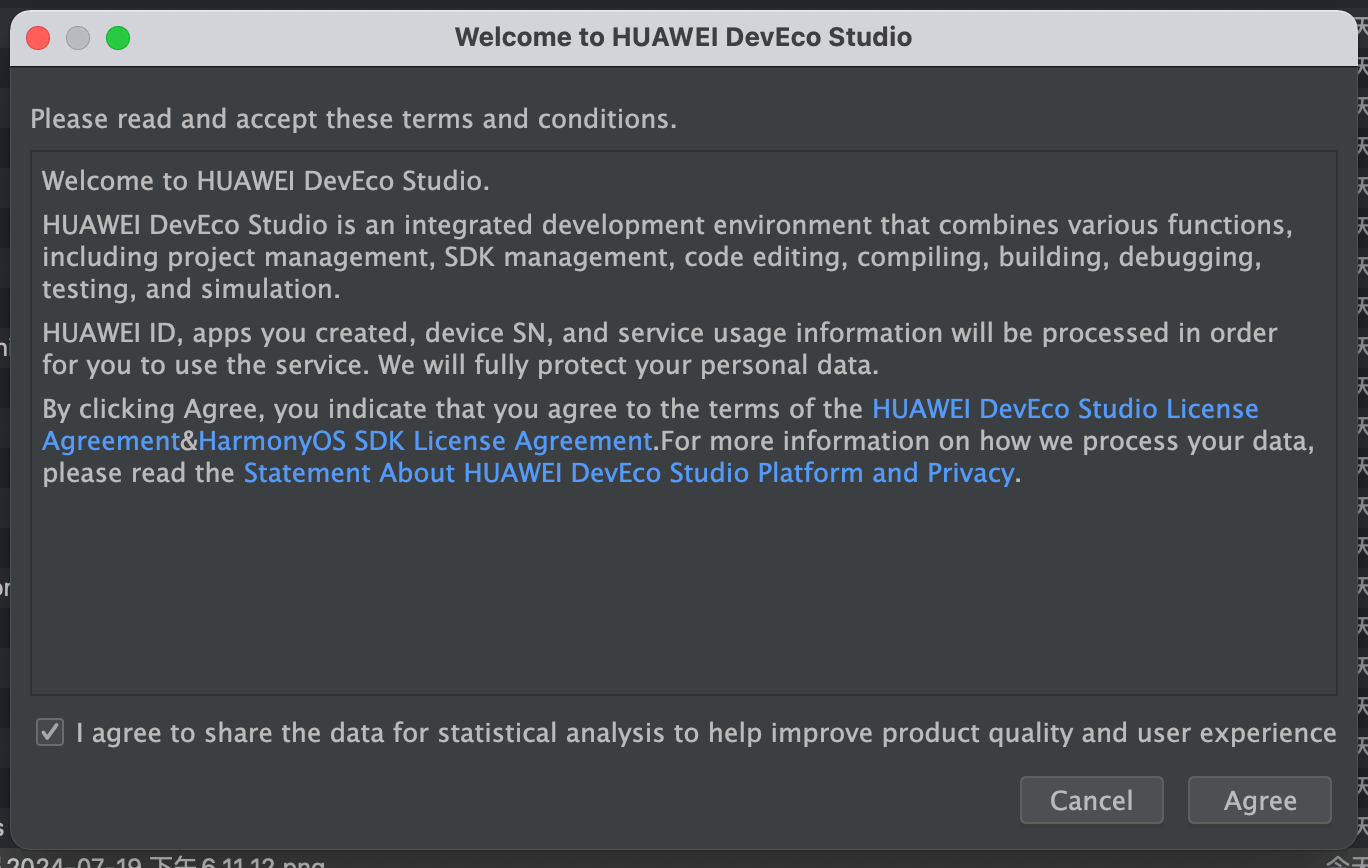 Welcome to HUAWEI DevEco Studio
Please read and accept these terms and conditions.
Welcome to HUAWEI DevEco Studio.
HUAWEI DevEco Studio is an integrated development environment that combines various functions,
including project management, SDK management, code editing, compiling, building, debugging,
testing, and simulation.
HUAWEI ID, apps you created, device SN, and service usage information will be processed in order
for you to use the service. We will fully protect your personal data.
By clicking Agree, you indicate that you agree to the terms of the HUAWEI DevEco Studio License
Agreement&HarmonyOS SDK License Agreement.For more information on how we process your data,
please read the Statement About HUAWEI DevEco Studio Platform and Privacy.
I agree to share the data for statistical analysis to help improve product quality and user experience
Cancel Agree
2024-07-19 下午6.11.12.png